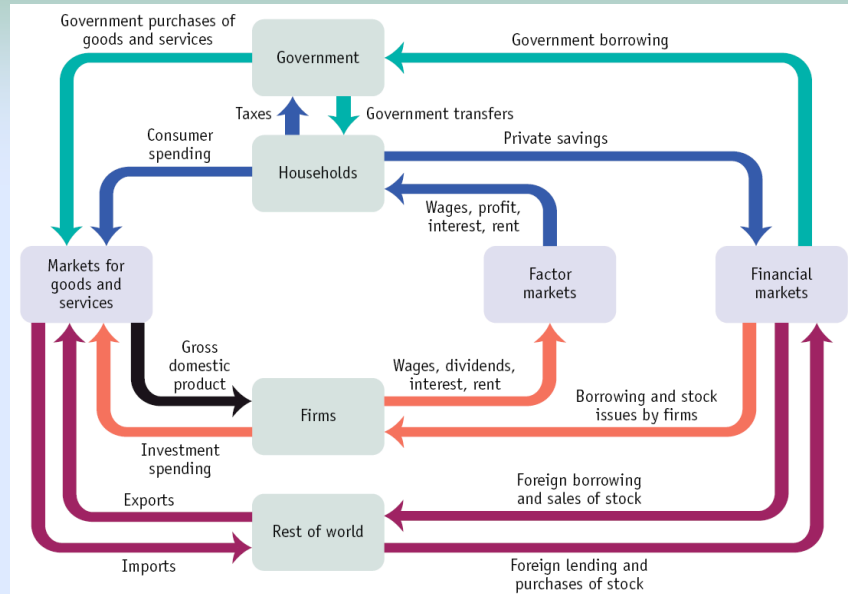 Government purchases of
goods and services
Government
Government borrowing
Taxes
Government transfers
Consumer
spending
Households
Private savings
Wages, profit,
interest, rent
Markets for
goods and
services
Factor
markets
Financial
markets
Gross
domestic
product
Wages, dividends,
interest, rent
Firms
Borrowing and stock
issues by firms
Investment
spending
Exports
Foreign borrowing
and sales of stock
Rest of world
Imports
Foreign lending and
purchases of stock